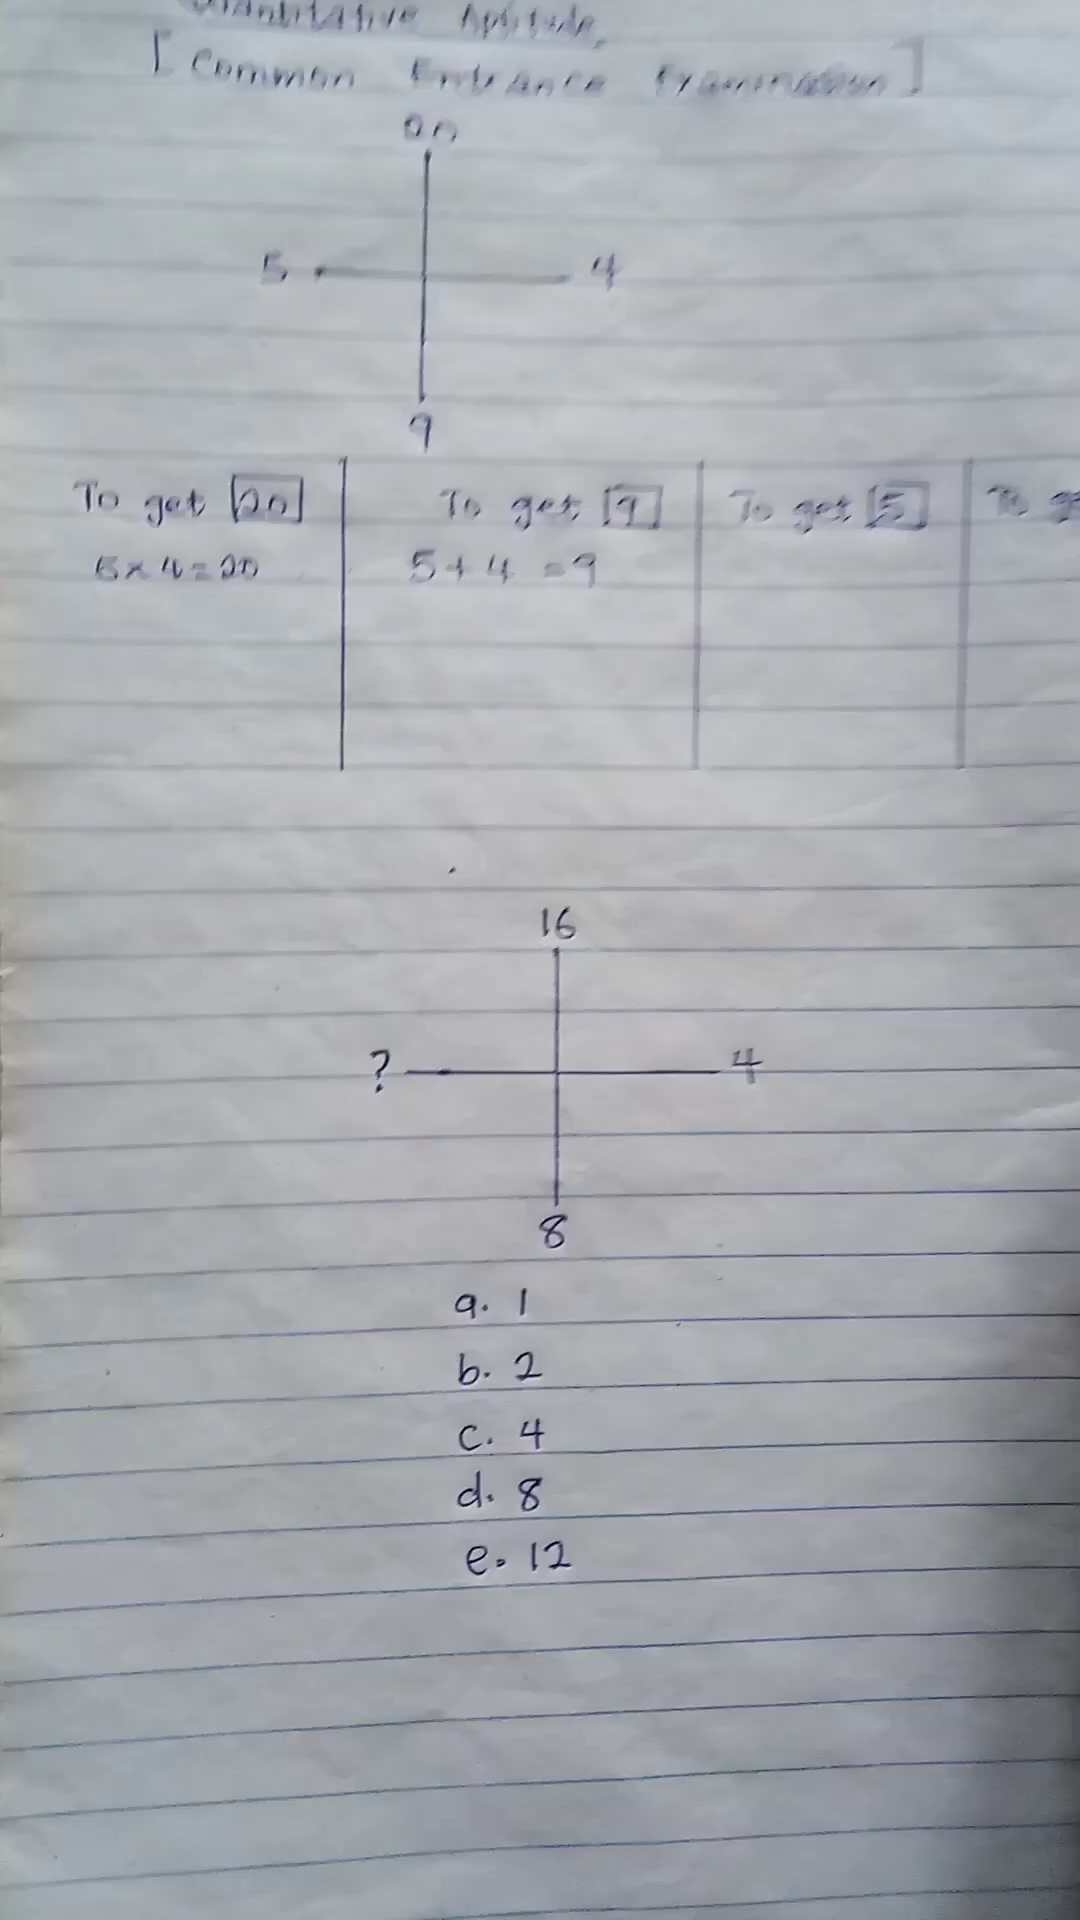 Quantitative Aptitude
[Common Entrance Examination]
20
5 4
9
To get 20 To get 9 To get 5 To
5 x 4 = 20 5 + 4 = 9
16
? 4
8
a. 1
b. 2
c. 4
d. 8
e. 12